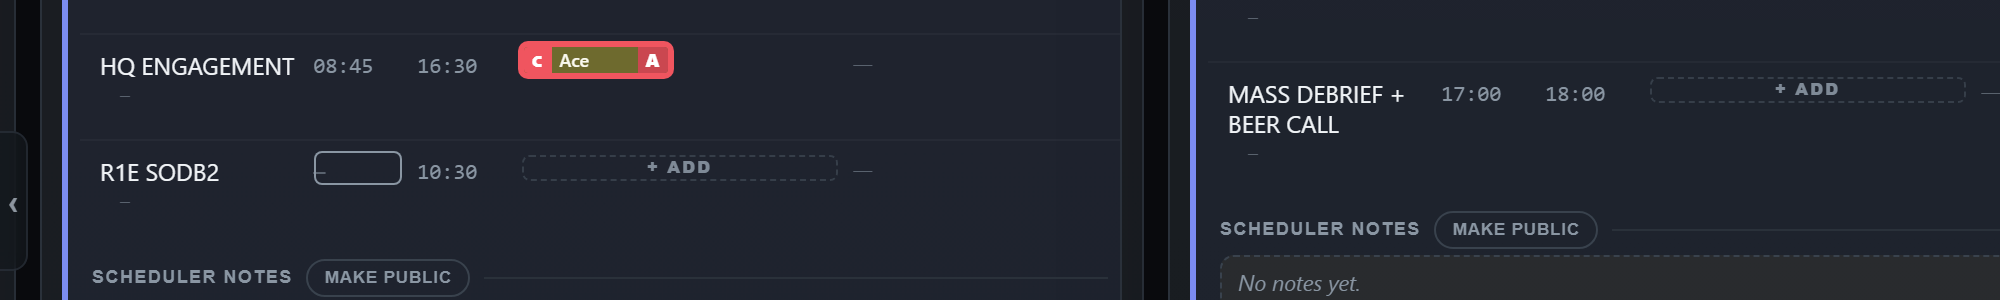 HQ ENGAGEMENT 08:45 16:30 c Ace A —
–
R1E SODB2 – 10:30 + ADD —
–
SCHEDULER NOTES MAKE PUBLIC
‹
–
MASS DEBRIEF + 17:00 18:00 + ADD —
BEER CALL
–
SCHEDULER NOTES MAKE PUBLIC
No notes yet.